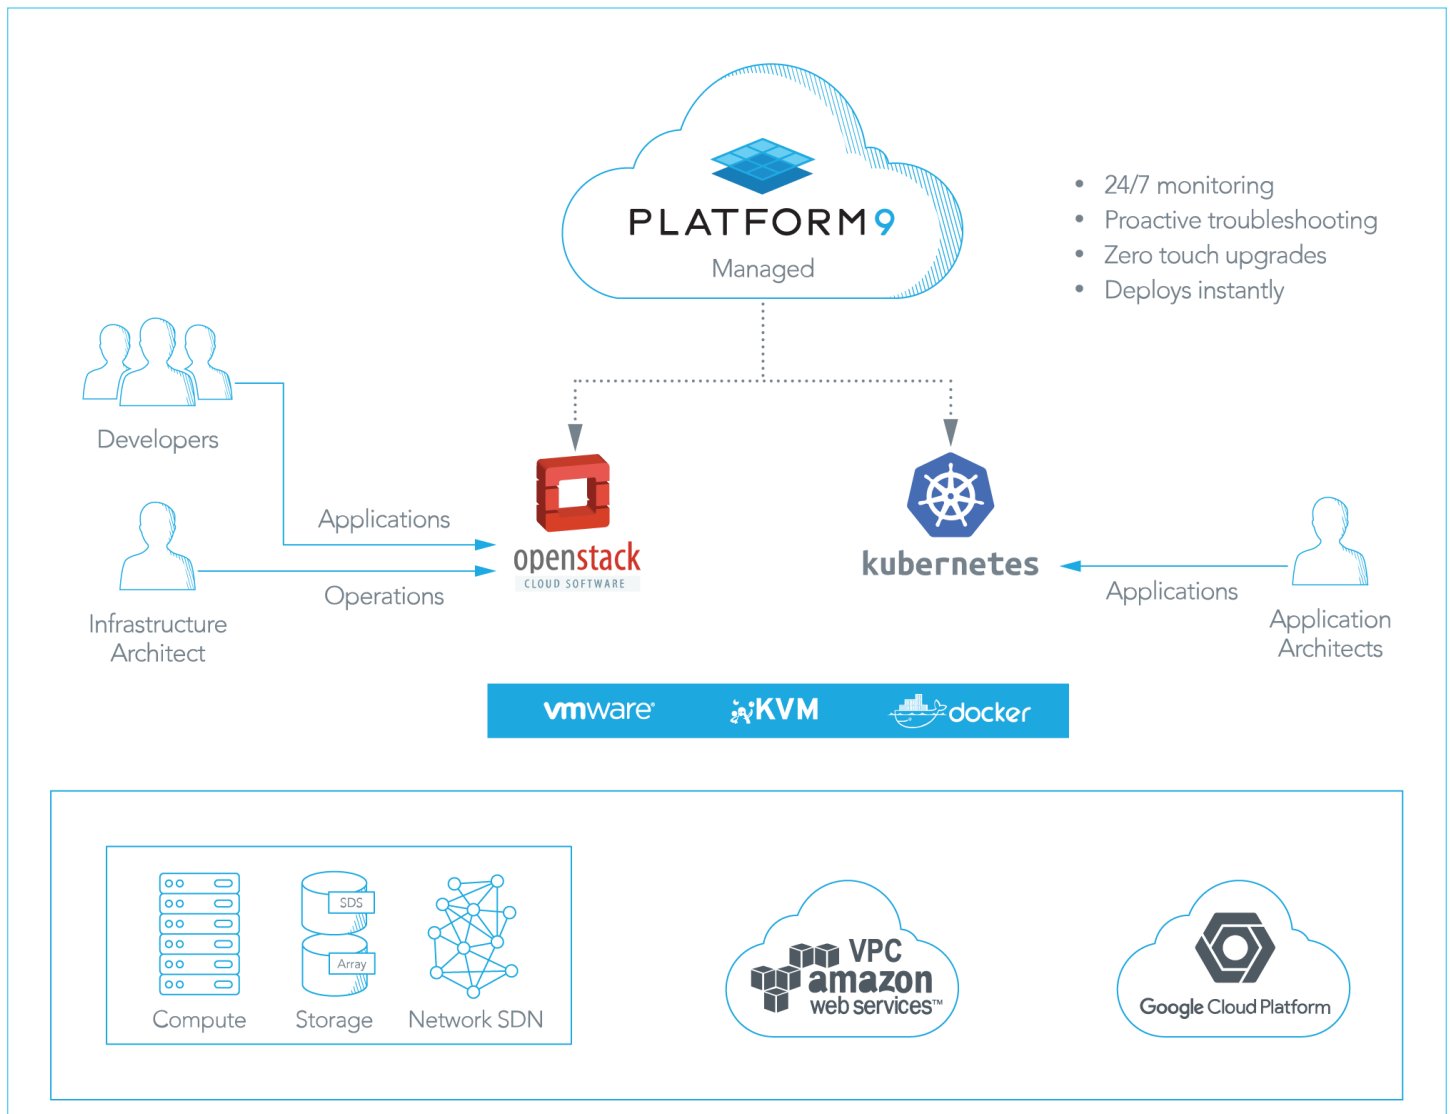 PLATFORM9
Managed
• 24/7 monitoring
• Proactive troubleshooting
• Zero touch upgrades
• Deploys instantly
Developers
Applications
openstack
CLOUD SOFTWARE
kubernetes
Operations
Applications
Infrastructure
Architect
Application
Architects
vmware®
KVM
docker
SDS
Array
Compute
Storage
Network SDN
VPC
amazon
web services™
Google Cloud Platform